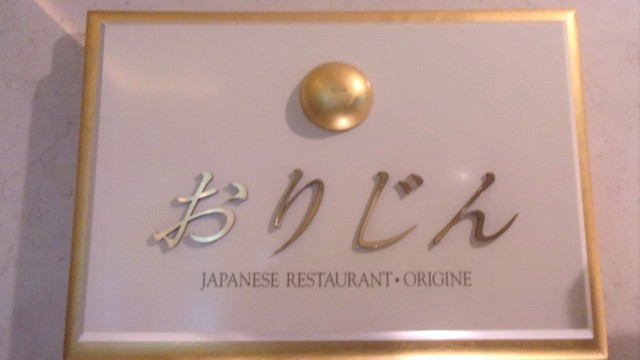 おりじん
JAPANESE RESTAURANT・ORIGINE